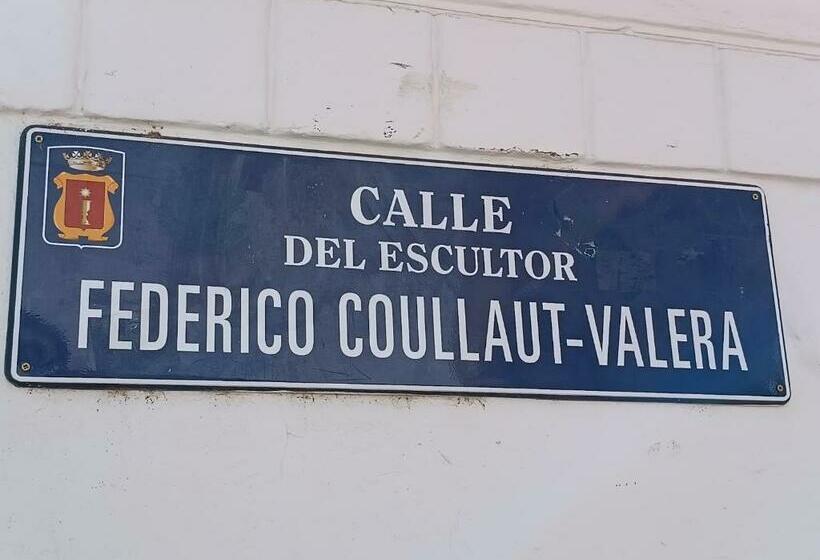 CALLE
DEL ESCULTOR
FEDERICO COULLAUT-VALERA